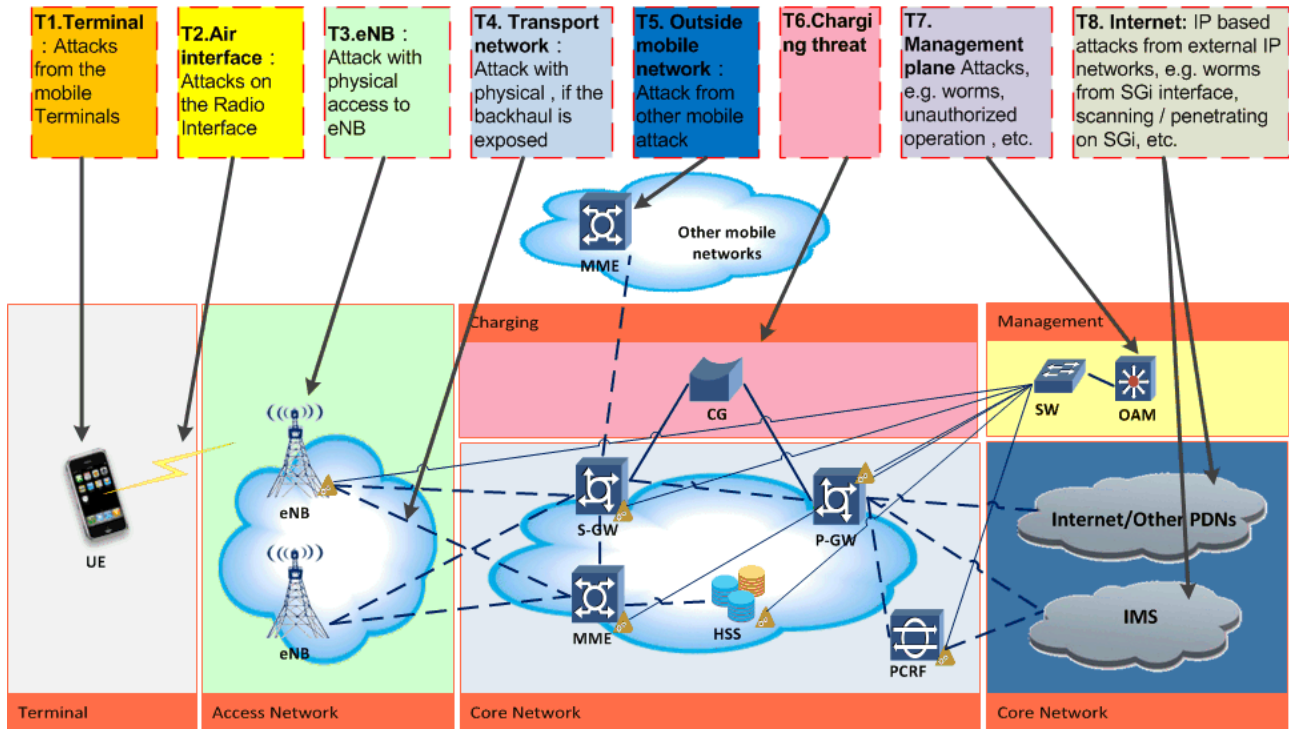 T1.Terminal
: Attacks
from the
mobile
Terminals
T2.Air
interface :
Attacks on
the Radio
Interface
T3.eNB :
Attack with
physical
access to
eNB
T4. Transport
network :
Attack with
physical , if the
backhaul is
exposed
T5. Outside
mobile
network :
Attack from
other mobile
attack
T6.Chargi
ng threat
T7.
Management
plane Attacks,
e.g. worms,
unauthorized
operation , etc.
T8. Internet: IP based
attacks from external IP
networks, e.g. worms
from SGi interface,
scanning / penetrating
on SGi, etc.
MME
Other mobile
networks
Charging
Management
CG
SW
OAM
UE
eNB
eNB
S-GW
P-GW
MME
HSS
PCRF
Internet/Other PDNs
IMS
Terminal
Access Network
Core Network
Core Network